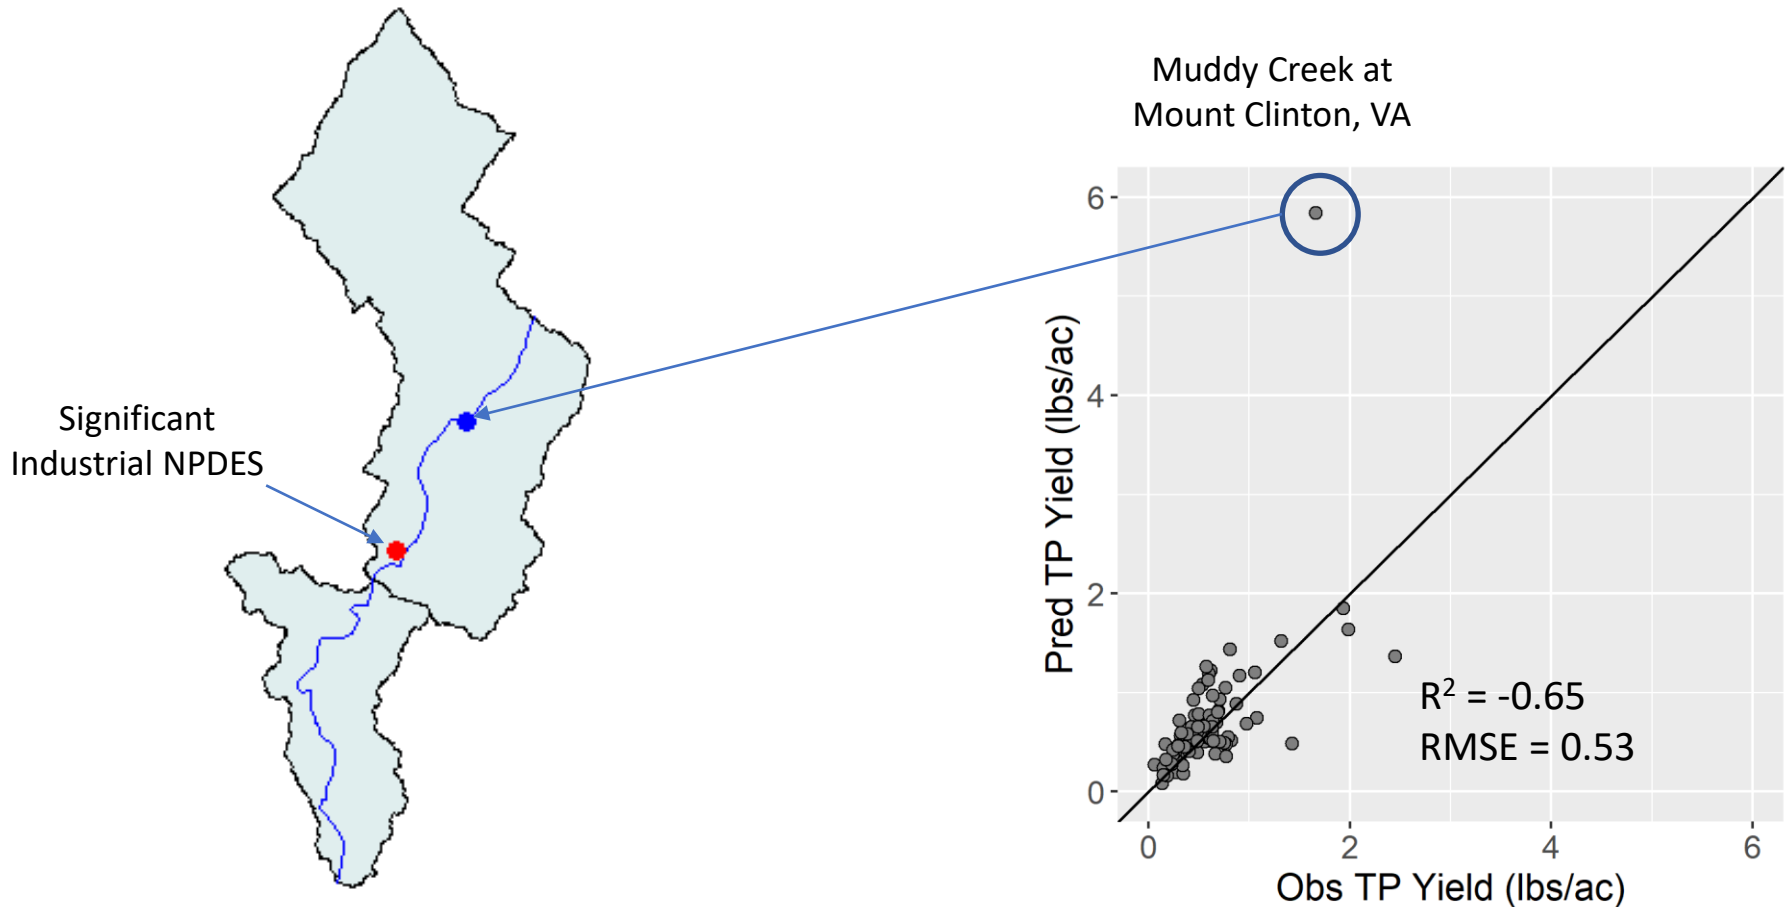 Muddy Creek at
Mount Clinton, VA
Significant
Industrial NPDES
Pred TP Yield (lbs/ac)
6
4
2
0
R² = -0.65
RMSE = 0.53
0 2 4 6
Obs TP Yield (lbs/ac)